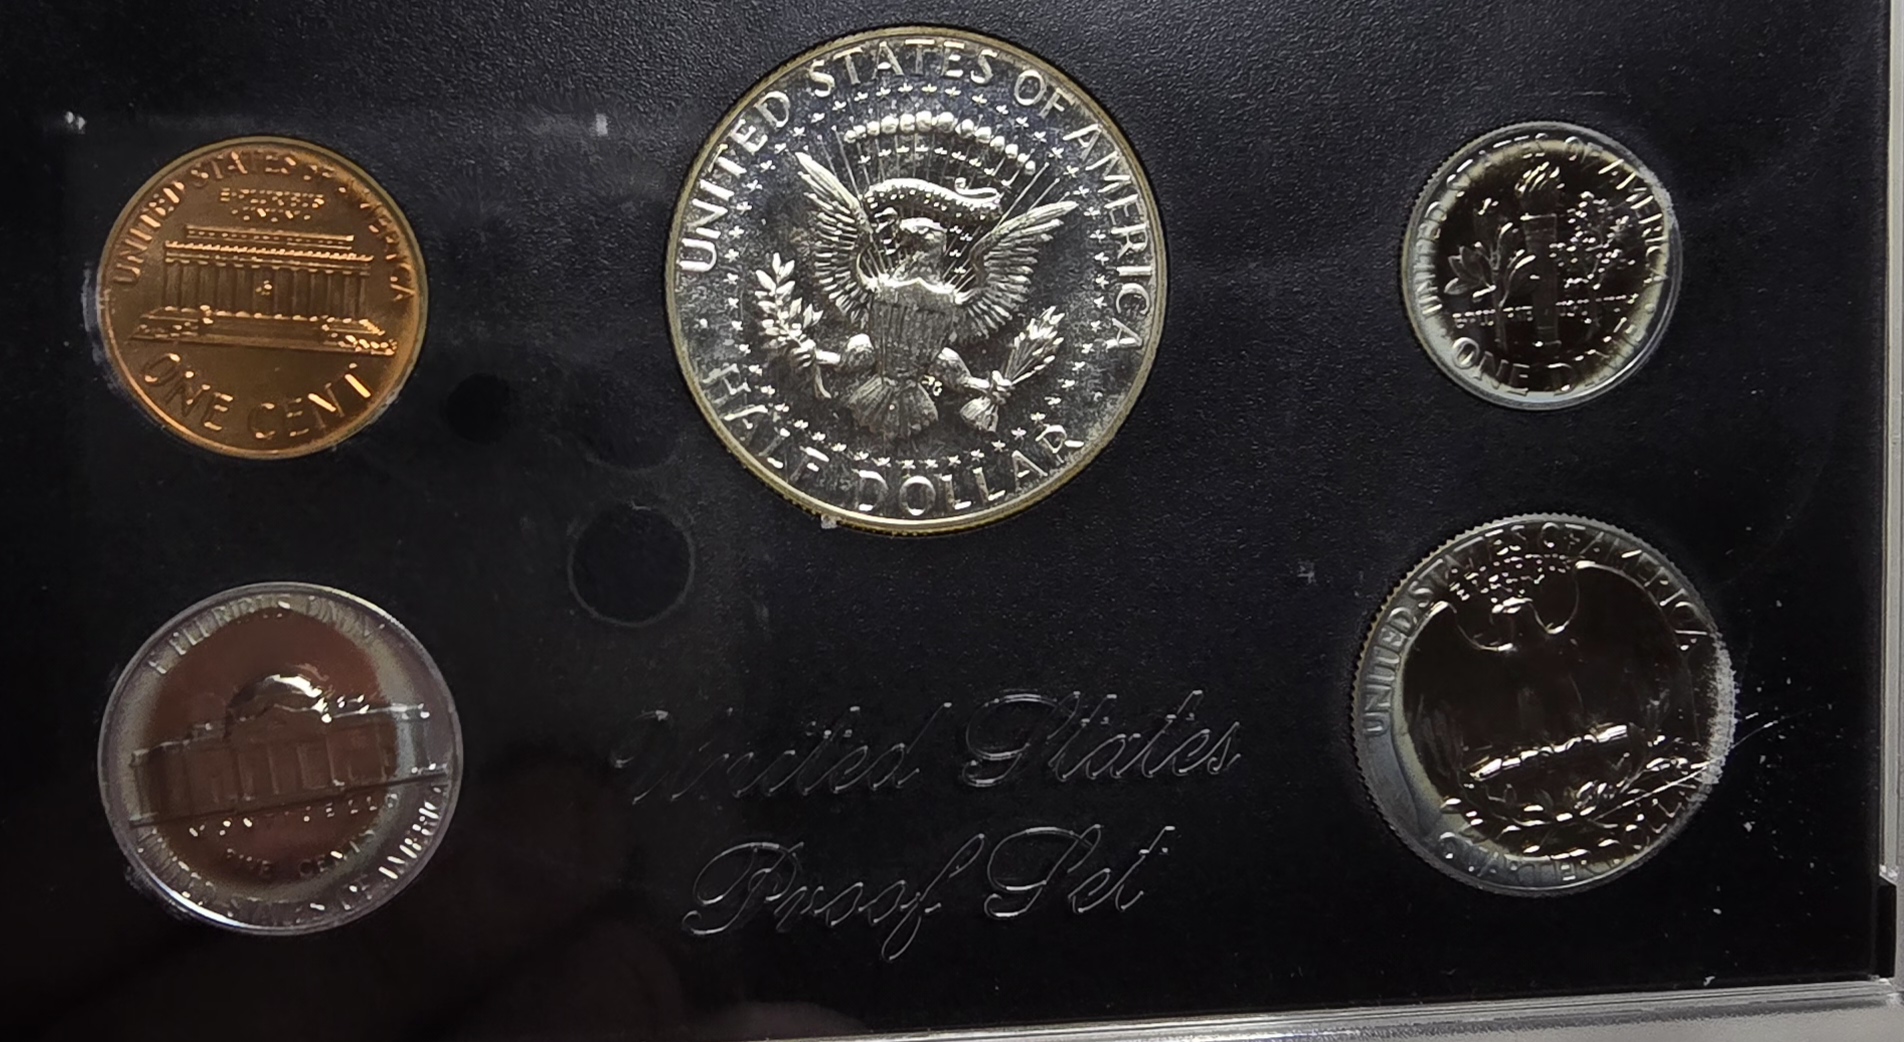 UNITED STATES OF AMERICA
E PLURIBUS
UNUM
ONE CENT
UNITED STATES OF AMERICA
HALF DOLLAR
UNITED STATES OF AMERICA
ONE DIME
E PLURIBUS UNUM
MONTICELLO
FIVE CENTS
UNITED STATES OF AMERICA
UNITED STATES OF AMERICA
QUARTER DOLLAR
United States
Proof Set